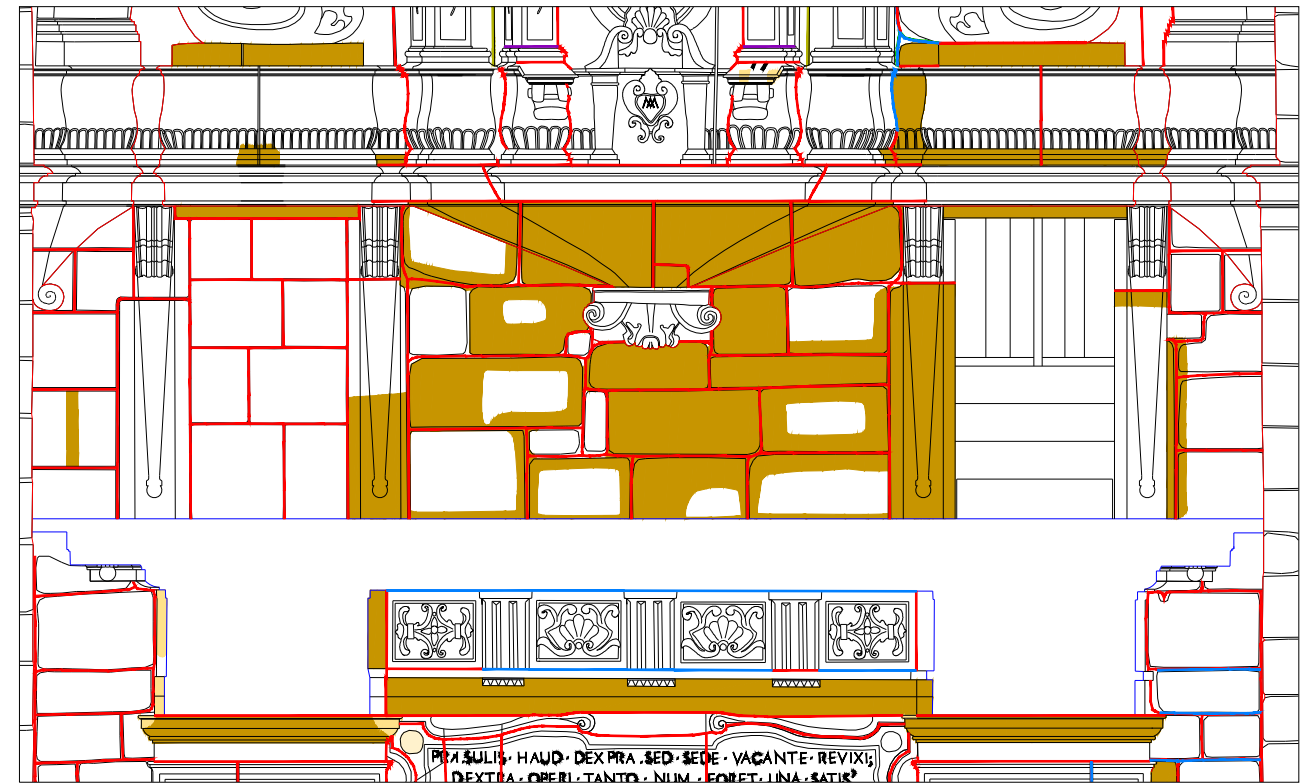 PRÆSULIS · HAUD · DEXTRA · SED · SEDE · VACANTE · REVIXI;
DEXTRA · OPERI · TANTO · NUM · FORET · UNA · SATIS?